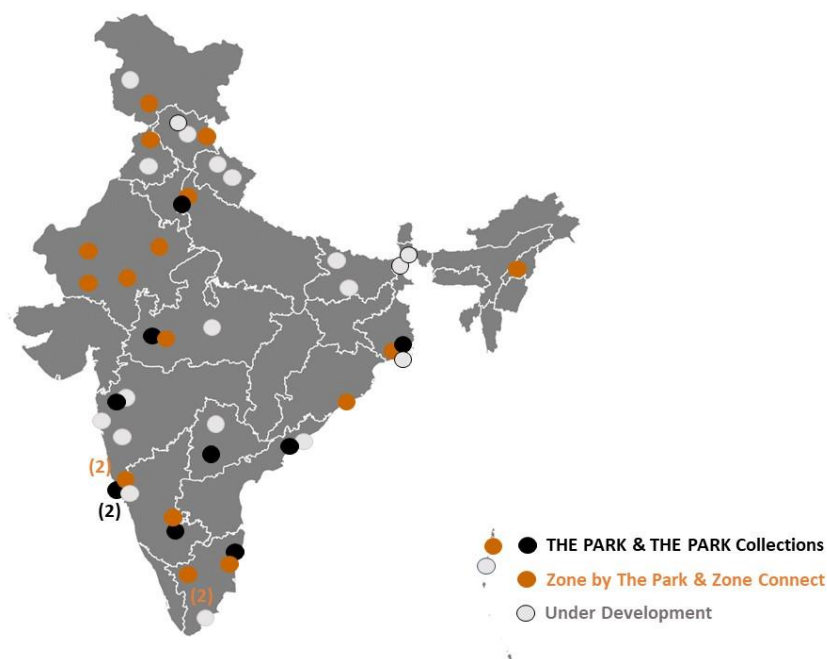 (2)
(2)
(2)
THE PARK & THE PARK Collections
Zone by The Park & Zone Connect
Under Development